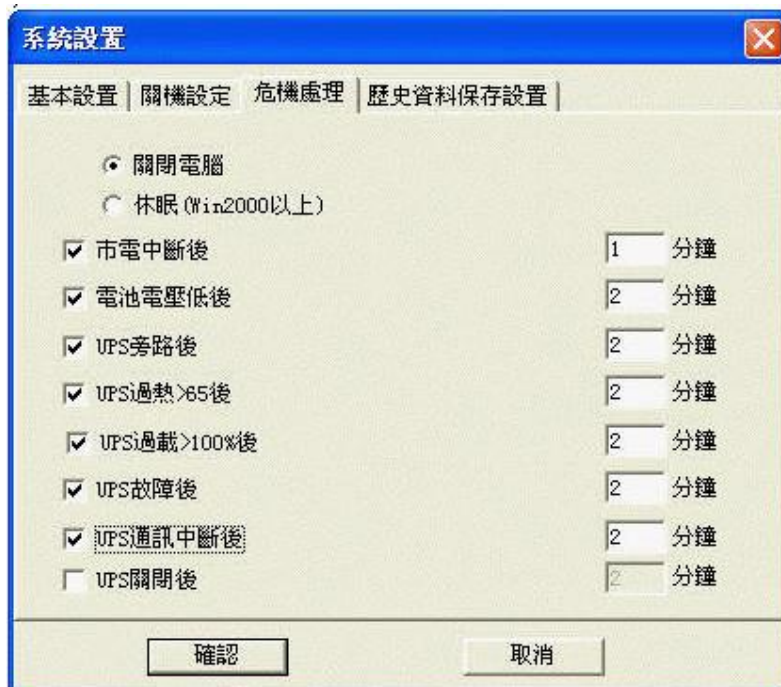 系統設置
基本設置 關機設定 危機處理 歷史資料保存設置
關閉電腦
休眠(Win2000以上)
市電中斷後 1 分鐘
電池電壓低後 2 分鐘
UPS旁路後 2 分鐘
UPS過熱>65後 2 分鐘
UPS過載>100%後 2 分鐘
UPS故障後 2 分鐘
UPS通訊中斷後 2 分鐘
UPS關閉後 2 分鐘
確認 取消